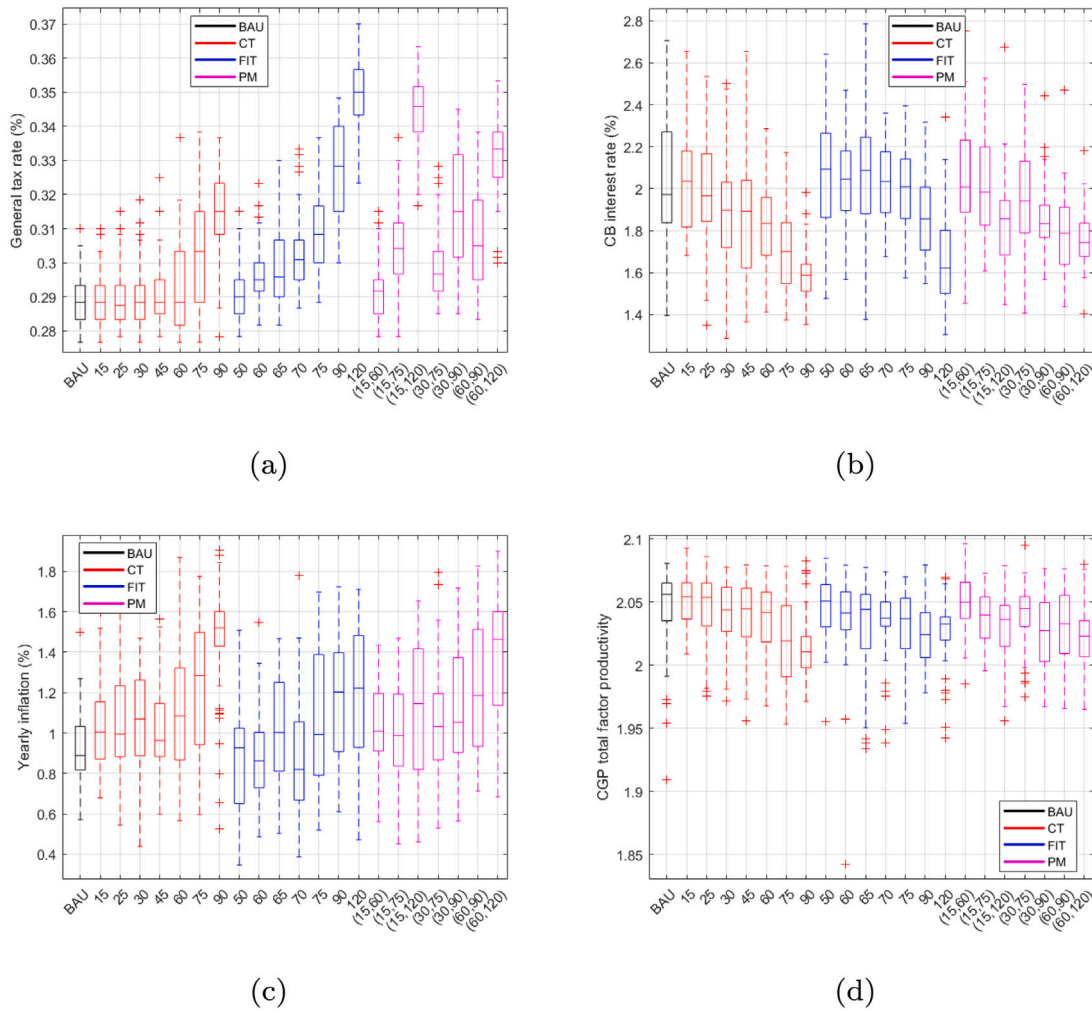 0.37
0.36
0.35
0.34
0.33
0.32
0.31
0.3
0.29
0.28
General tax rate (%)
BAU
CT
FIT
PM
BAU 15 25 30 45 60 75 90 50 60 65 70 75 90 120 (15,60) (15,75) (15,120) (30,75) (30,90) (60,90) (60,120)
(a)
2.8
2.6
2.4
2.2
2
1.8
1.6
1.4
CB interest rate (%)
BAU
CT
FIT
PM
BAU 15 25 30 45 60 75 90 50 60 65 70 75 90 120 (15,60) (15,75) (15,120) (30,75) (30,90) (60,90) (60,120)
(b)
1.8
1.6
1.4
1.2
1
0.8
0.6
0.4
Yearly inflation (%)
BAU
CT
FIT
PM
BAU 15 25 30 45 60 75 90 50 60 65 70 75 90 120 (15,60) (15,75) (15,120) (30,75) (30,90) (60,90) (60,120)
(c)
2.1
2.05
2
1.95
1.9
1.85
CGP total factor productivity
BAU
CT
FIT
PM
BAU 15 25 30 45 60 75 90 50 60 65 70 75 90 120 (15,60) (15,75) (15,120) (30,75) (30,90) (60,90) (60,120)
(d)